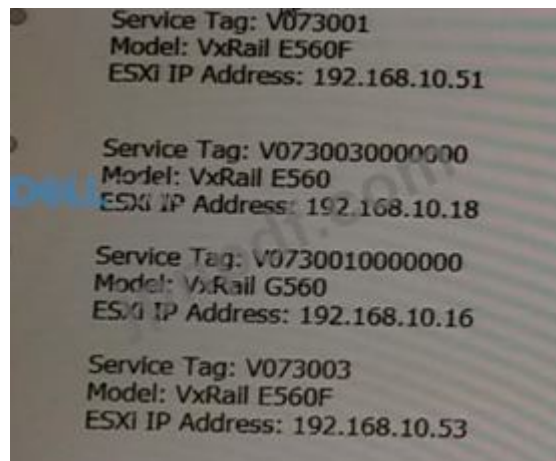 Service Tag: V073001
Model: VxRail E560F
ESXi IP Address: 192.168.10.51
Service Tag: V0730030000000
Model: VxRail E560
DELL
ESXi IP Address: 192.168.10.18
Service Tag: V0730010000000
Model: VxRail G560
ESXi IP Address: 192.168.10.16
Service Tag: V073003
Model: VxRail E560F
ESXi IP Address: 192.168.10.53